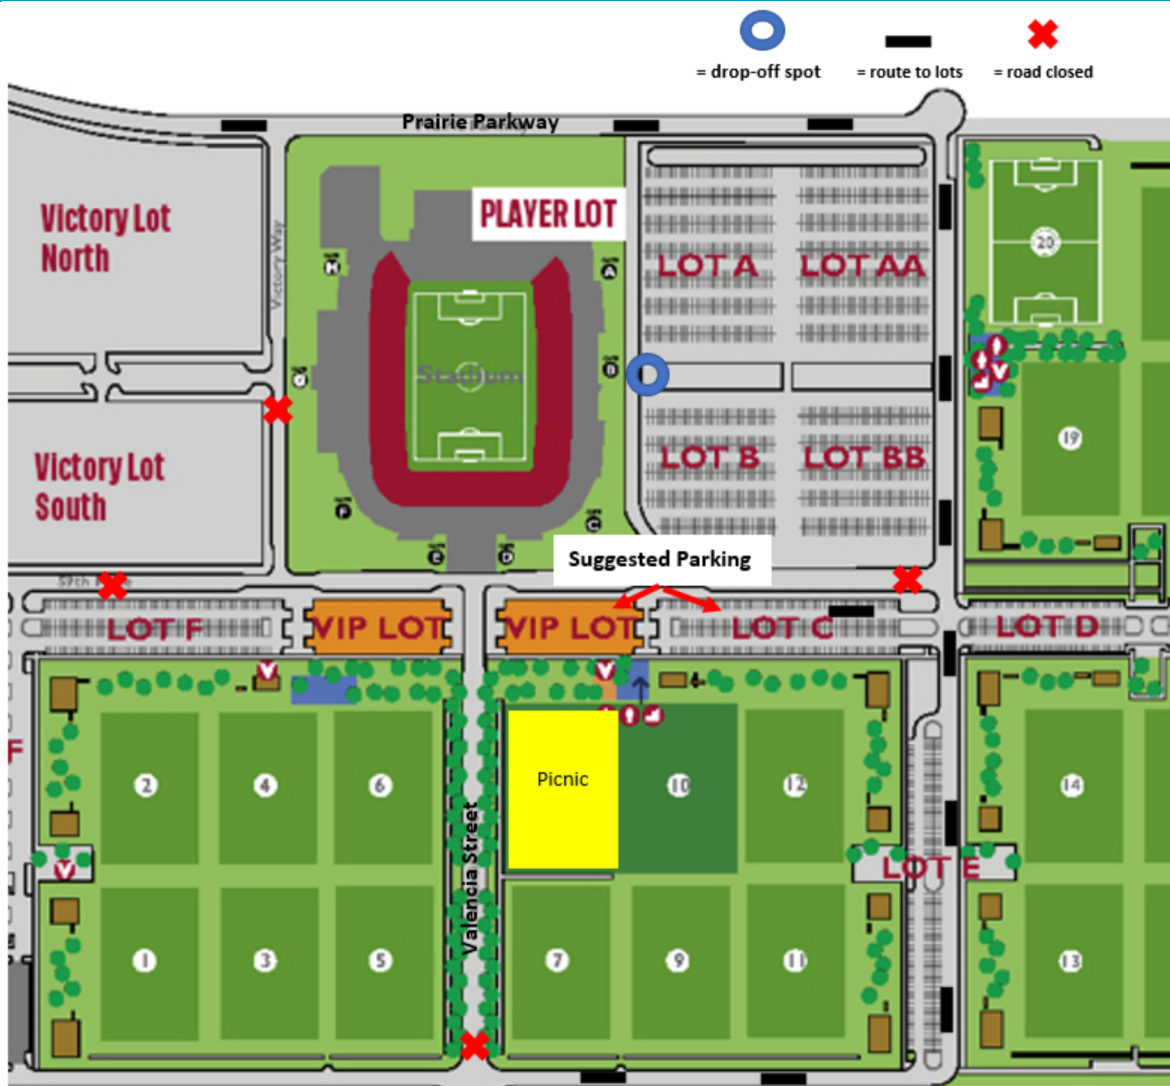 = drop-off spot
= route to lots
= road closed
Prairie Parkway
Victory Lot
North
Victory Way
PLAYER LOT
LOT A
LOT AA
20
H
A
Stadium
B
19
Victory Lot
South
LOT B
LOT BB
F
C
E
D
Suggested Parking
LOT F
VIP LOT
VIP LOT
LOT C
LOT D
V
V
V
F
2
4
6
Picnic
10
12
14
Valencia Street
V
LOT E
1
3
5
7
9
11
13